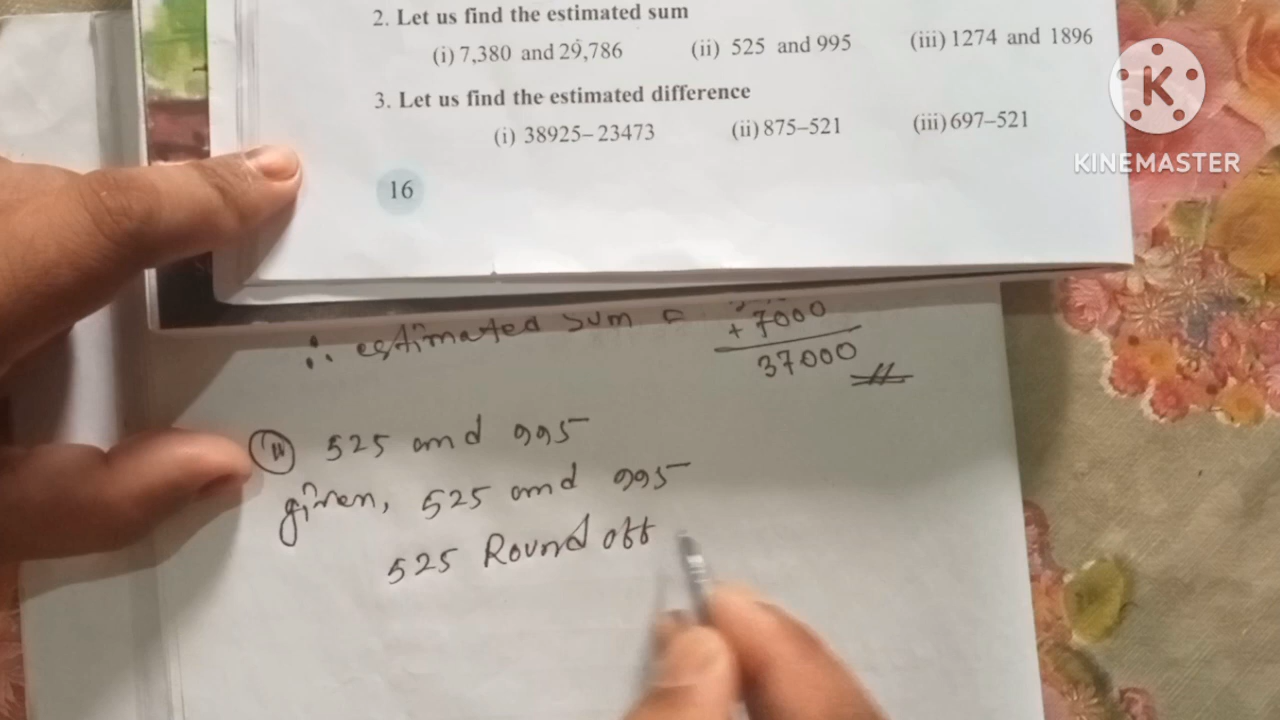 2. Let us find the estimated sum
(i) 7,380 and 29,786 (ii) 525 and 995 (iii) 1274 and 1896
3. Let us find the estimated difference
(i) 38925–23473 (ii) 875–521 (iii) 697–521
16
K
KINEMASTER
∴ estimated sum =
+ 7000
37000
(ii) 525 and 995
given, 525 and 995
525 Round off